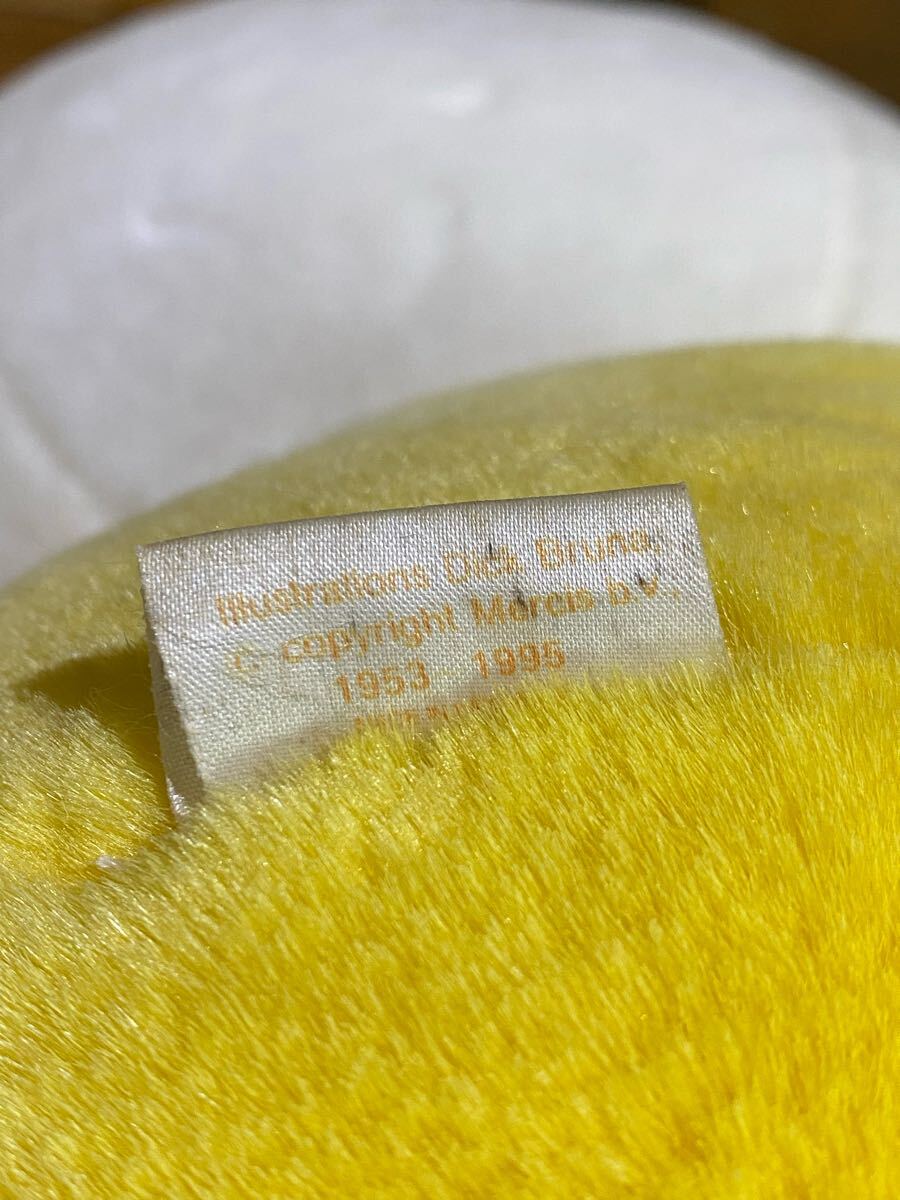 Illustrations Dick Bruna.
© copyright Mercis b.v.,
1953 - 1995